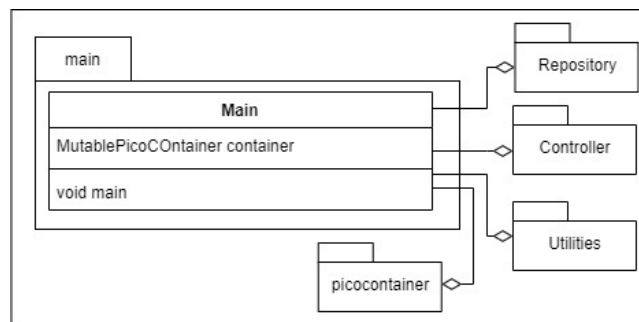 main
Main
MutablePicoCOntainer container
void main
Repository
Controller
Utilities
picocontainer